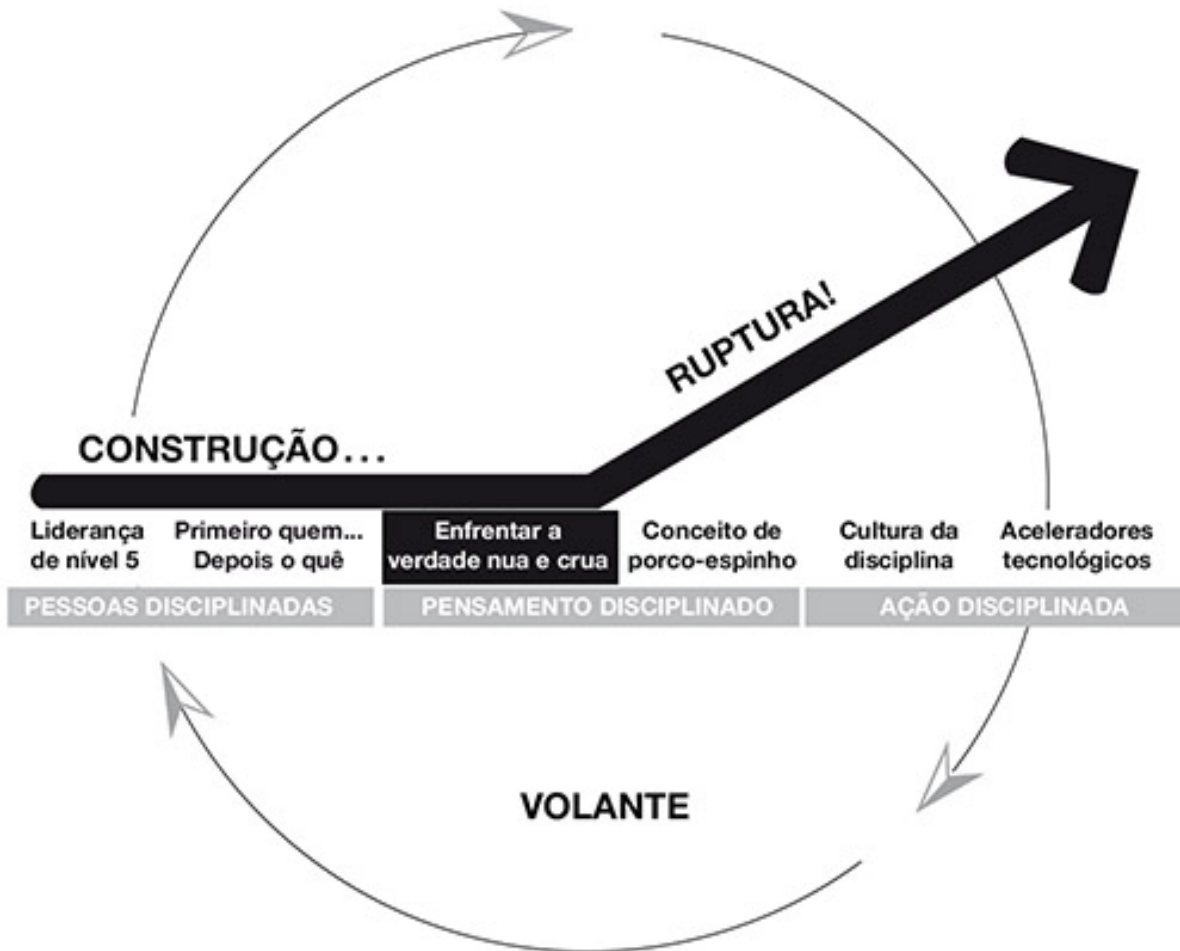 RUPTURA!
CONSTRUÇÃO...
Liderança
de nível 5
Primeiro quem...
Depois o quê
Enfrentar a
verdade nua e crua
Conceito de
porco-espinho
Cultura da
disciplina
Aceleradores
tecnológicos
PESSOAS DISCIPLINADAS
PENSAMENTO DISCIPLINADO
AÇÃO DISCIPLINADA
VOLANTE